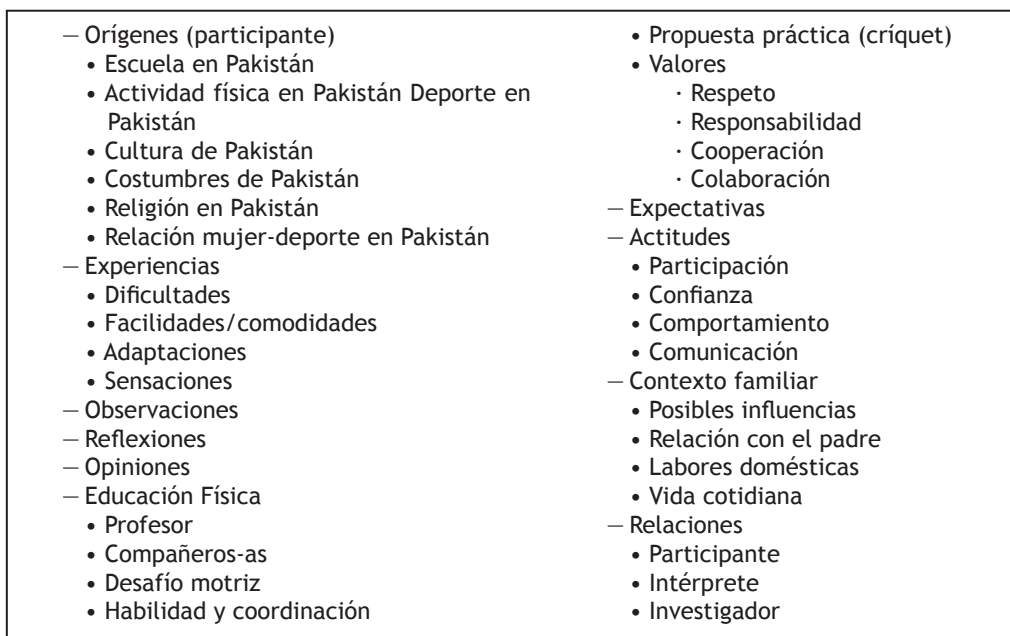 — Orígenes (participante)
• Escuela en Pakistán
• Actividad física en Pakistán Deporte en
Pakistán
• Cultura de Pakistán
• Costumbres de Pakistán
• Religión en Pakistán
• Relación mujer-deporte en Pakistán
— Experiencias
• Dificultades
• Facilidades/comodidades
• Adaptaciones
• Sensaciones
— Observaciones
— Reflexiones
— Opiniones
— Educación Física
• Profesor
• Compañeros-as
• Desafío motriz
• Habilidad y coordinación
• Propuesta práctica (críquet)
• Valores
· Respeto
· Responsabilidad
· Cooperación
· Colaboración
— Expectativas
— Actitudes
• Participación
• Confianza
• Comportamiento
• Comunicación
— Contexto familiar
• Posibles influencias
• Relación con el padre
• Labores domésticas
• Vida cotidiana
— Relaciones
• Participante
• Intérprete
• Investigador